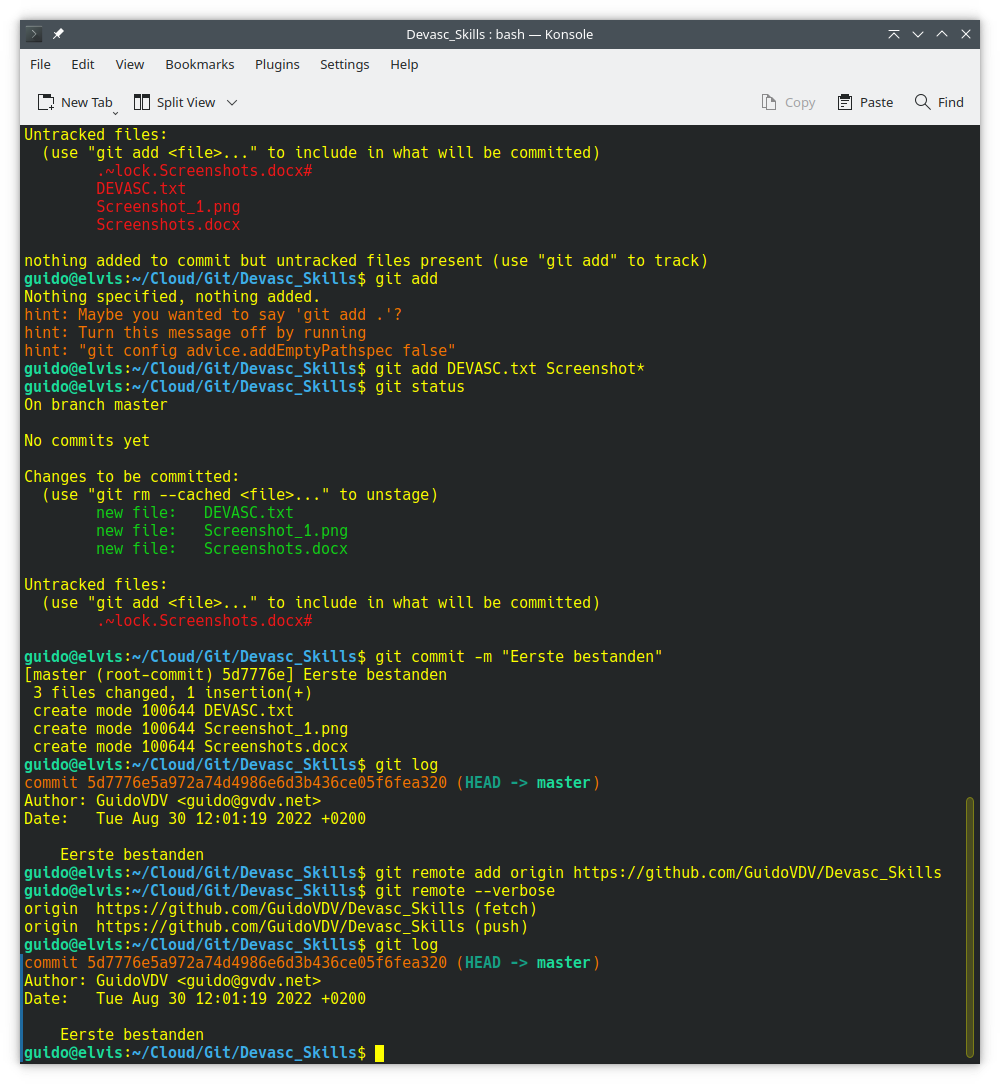 Devasc_Skills : bash — Konsole
File Edit View Bookmarks Plugins Settings Help
New Tab Split View Copy Paste Find
Untracked files:
  (use "git add <file>..." to include in what will be committed)
        .~lock.Screenshots.docx#
        DEVASC.txt
        Screenshot_1.png
        Screenshots.docx

nothing added to commit but untracked files present (use "git add" to track)
guido@elvis:~/Cloud/Git/Devasc_Skills$ git add
Nothing specified, nothing added.
hint: Maybe you wanted to say 'git add .'?
hint: Turn this message off by running
hint: "git config advice.addEmptyPathspec false"
guido@elvis:~/Cloud/Git/Devasc_Skills$ git add DEVASC.txt Screenshot*
guido@elvis:~/Cloud/Git/Devasc_Skills$ git status
On branch master

No commits yet

Changes to be committed:
  (use "git rm --cached <file>..." to unstage)
        new file:   DEVASC.txt
        new file:   Screenshot_1.png
        new file:   Screenshots.docx

Untracked files:
  (use "git add <file>..." to include in what will be committed)
        .~lock.Screenshots.docx#

guido@elvis:~/Cloud/Git/Devasc_Skills$ git commit -m "Eerste bestanden"
[master (root-commit) 5d7776e] Eerste bestanden
 3 files changed, 1 insertion(+)
 create mode 100644 DEVASC.txt
 create mode 100644 Screenshot_1.png
 create mode 100644 Screenshots.docx
guido@elvis:~/Cloud/Git/Devasc_Skills$ git log
commit 5d7776e5a972a74d4986e6d3b436ce05f6fea320 (HEAD -> master)
Author: GuidoVDV <guido@gvdv.net>
Date:   Tue Aug 30 12:01:19 2022 +0200

    Eerste bestanden
guido@elvis:~/Cloud/Git/Devasc_Skills$ git remote add origin https://github.com/GuidoVDV/Devasc_Skills
guido@elvis:~/Cloud/Git/Devasc_Skills$ git remote --verbose
origin  https://github.com/GuidoVDV/Devasc_Skills (fetch)
origin  https://github.com/GuidoVDV/Devasc_Skills (push)
guido@elvis:~/Cloud/Git/Devasc_Skills$ git log
commit 5d7776e5a972a74d4986e6d3b436ce05f6fea320 (HEAD -> master)
Author: GuidoVDV <guido@gvdv.net>
Date:   Tue Aug 30 12:01:19 2022 +0200

    Eerste bestanden
guido@elvis:~/Cloud/Git/Devasc_Skills$